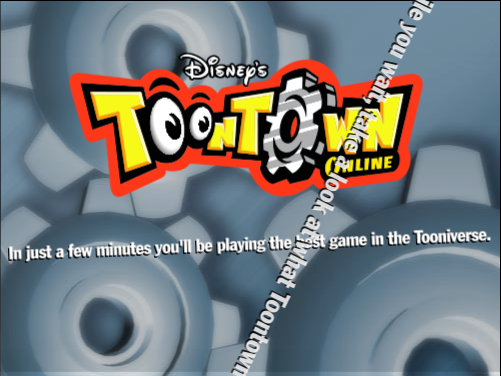 DISNEY'S
TOONTOWN
ONLINE
you wait, take a look at what Toontown
In just a few minutes you'll be playing the best game in the Tooniverse.